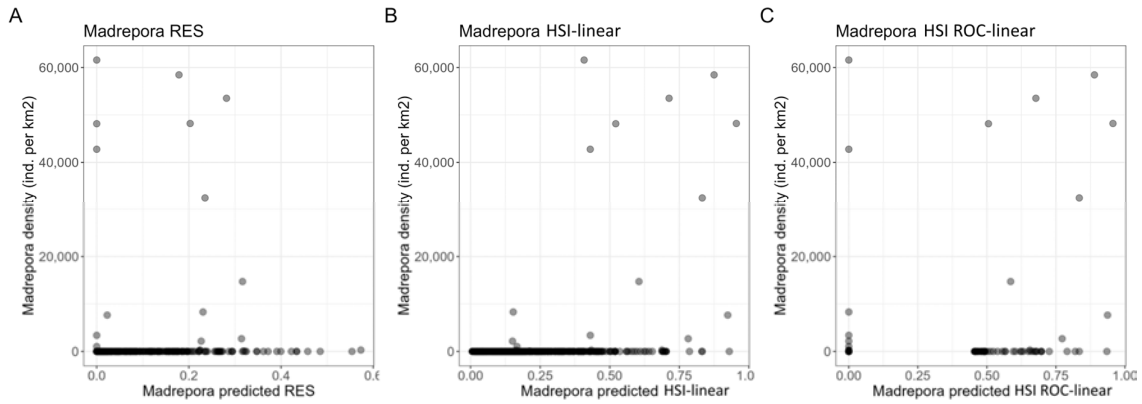 A
Madrepora RES
Madrepora density (ind. per km2)
60,000
40,000
20,000
0
0.0
0.2
0.4
0.6
Madrepora predicted RES
B
Madrepora HSI-linear
Madrepora density (ind. per km2)
60,000
40,000
20,000
0
0.00
0.25
0.50
0.75
1.0
Madrepora predicted HSI-linear
C
Madrepora HSI ROC-linear
Madrepora density (ind. per km2)
60,000
40,000
20,000
0
0.00
0.25
0.50
0.75
1.00
Madrepora predicted HSI ROC-linear